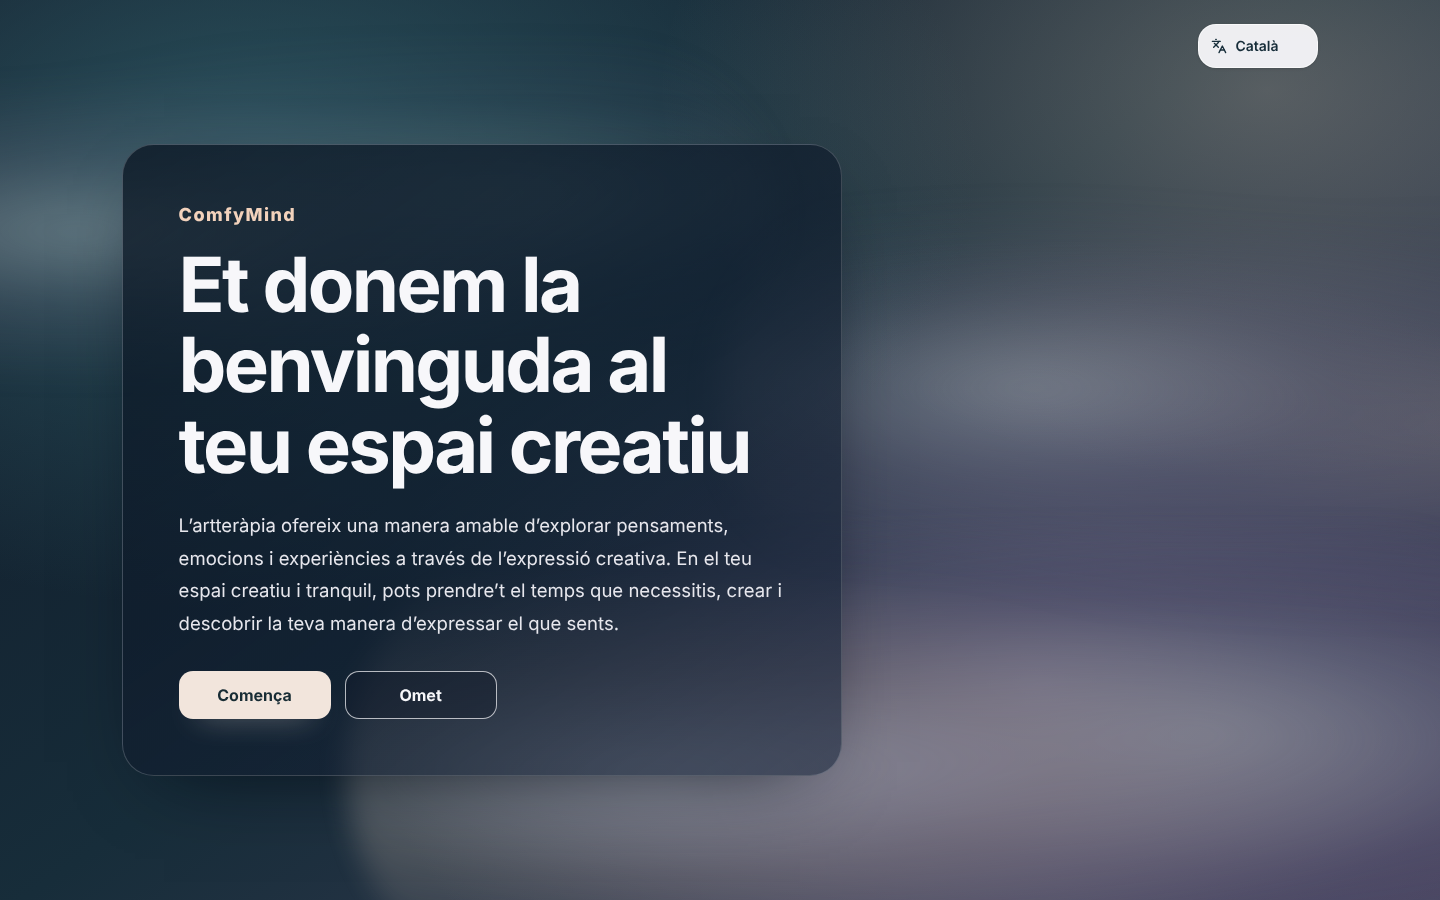 Català
ComfyMind
Et donem la
benvinguda al
teu espai creatiu
L’artteràpia ofereix una manera amable d’explorar pensaments,
emocions i experiències a través de l’expressió creativa. En el teu
espai creatiu i tranquil, pots prendre’t el temps que necessitis, crear i
descobrir la teva manera d’expressar el que sents.
Comença
Omet